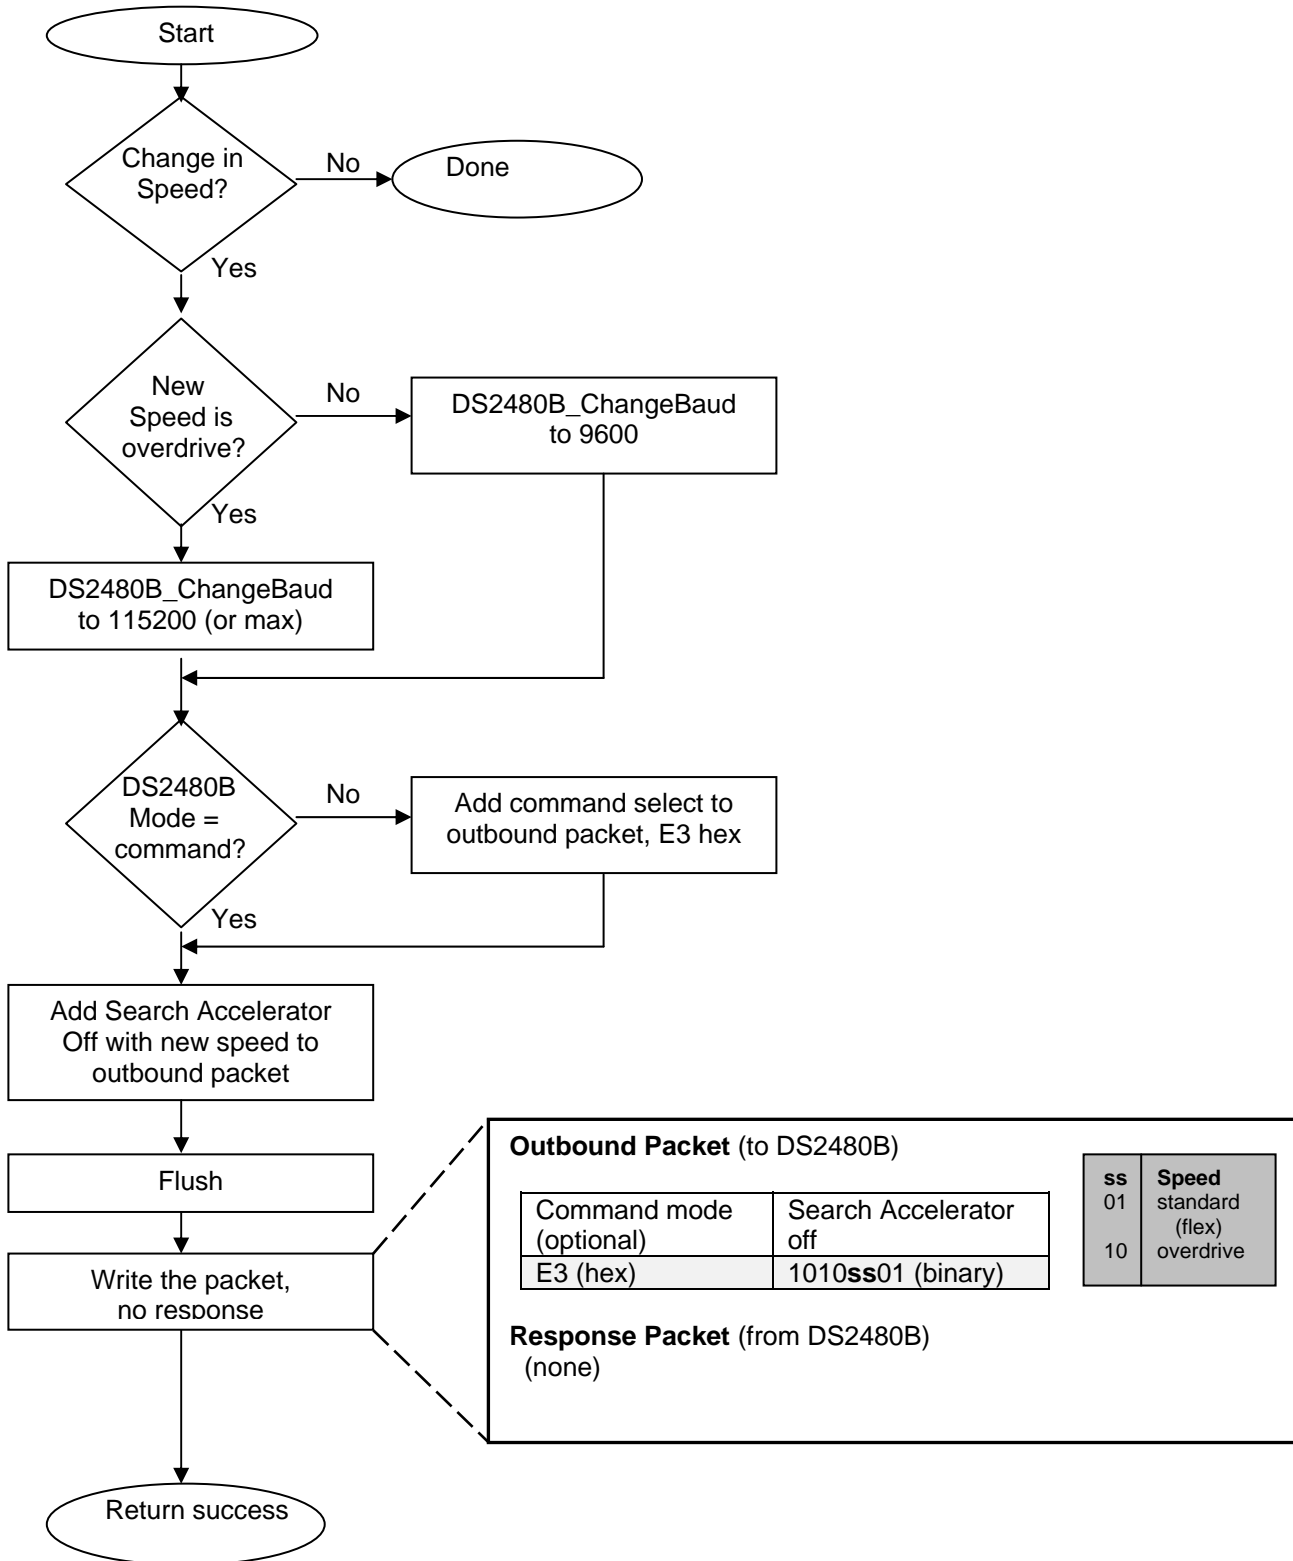 Start
Change in
Speed?
No
Done
Yes
New
Speed is
overdrive?
No
DS2480B_ChangeBaud
to 9600
Yes
DS2480B_ChangeBaud
to 115200 (or max)
DS2480B
Mode =
command?
No
Add command select to
outbound packet, E3 hex
Yes
Add Search Accelerator
Off with new speed to
outbound packet
Flush
Write the packet,
no response
Outbound Packet (to DS2480B)
Command mode
(optional)
Search Accelerator
off
E3 (hex)
1010ss01 (binary)
ss Speed
01 standard
(flex)
10 overdrive
Response Packet (from DS2480B)
(none)
Return success